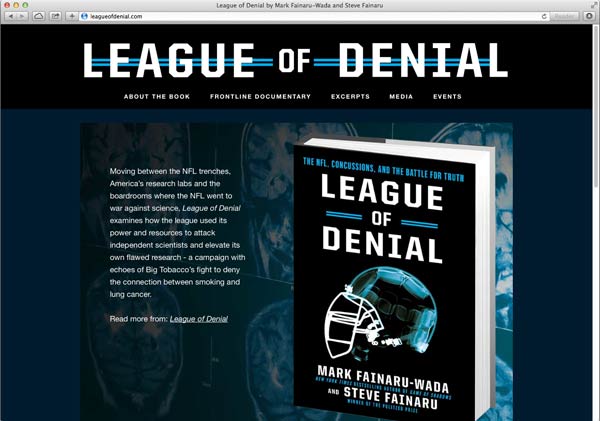 League of Denial by Mark Fainaru-Wada and Steve Fainaru
leagueofdenial.com
Reader
LEAGUE OF DENIAL
ABOUT THE BOOK FRONTLINE DOCUMENTARY EXCERPTS MEDIA EVENTS
Moving between the NFL trenches,
America's research labs and the
boardrooms where the NFL went to
war against science, League of Denial
examines how the league used its
power and resources to attack
independent scientists and elevate its
own flawed research - a campaign with
echoes of Big Tobacco's fight to deny
the connection between smoking and
lung cancer.
Read more from: League of Denial
THE NFL, CONCUSSIONS, AND THE BATTLE FOR TRUTH
LEAGUE
OF
DENIAL
MARK FAINARU-WADA
NEW YORK TIMES BESTSELLING AUTHOR OF GAME OF SHADOWS
AND STEVE FAINARU
WINNER OF THE PULITZER PRIZE